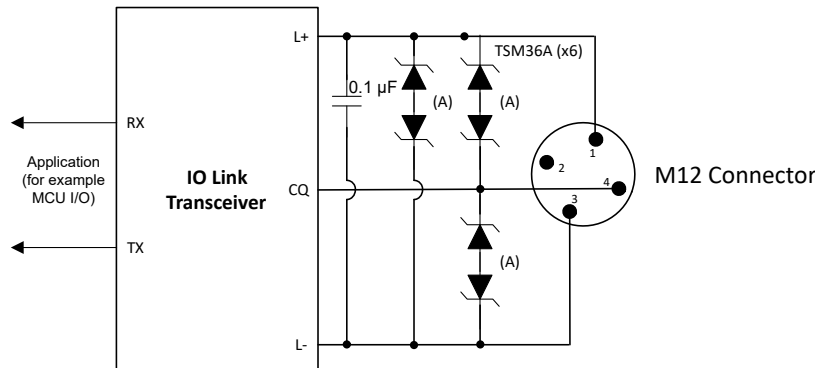 L+
TSM36A (x6)
0.1 µF
(A)
(A)
RX
1
2
Application
(for example
MCU I/O)
IO Link
Transceiver
CQ
4
M12 Connector
3
TX
(A)
L-